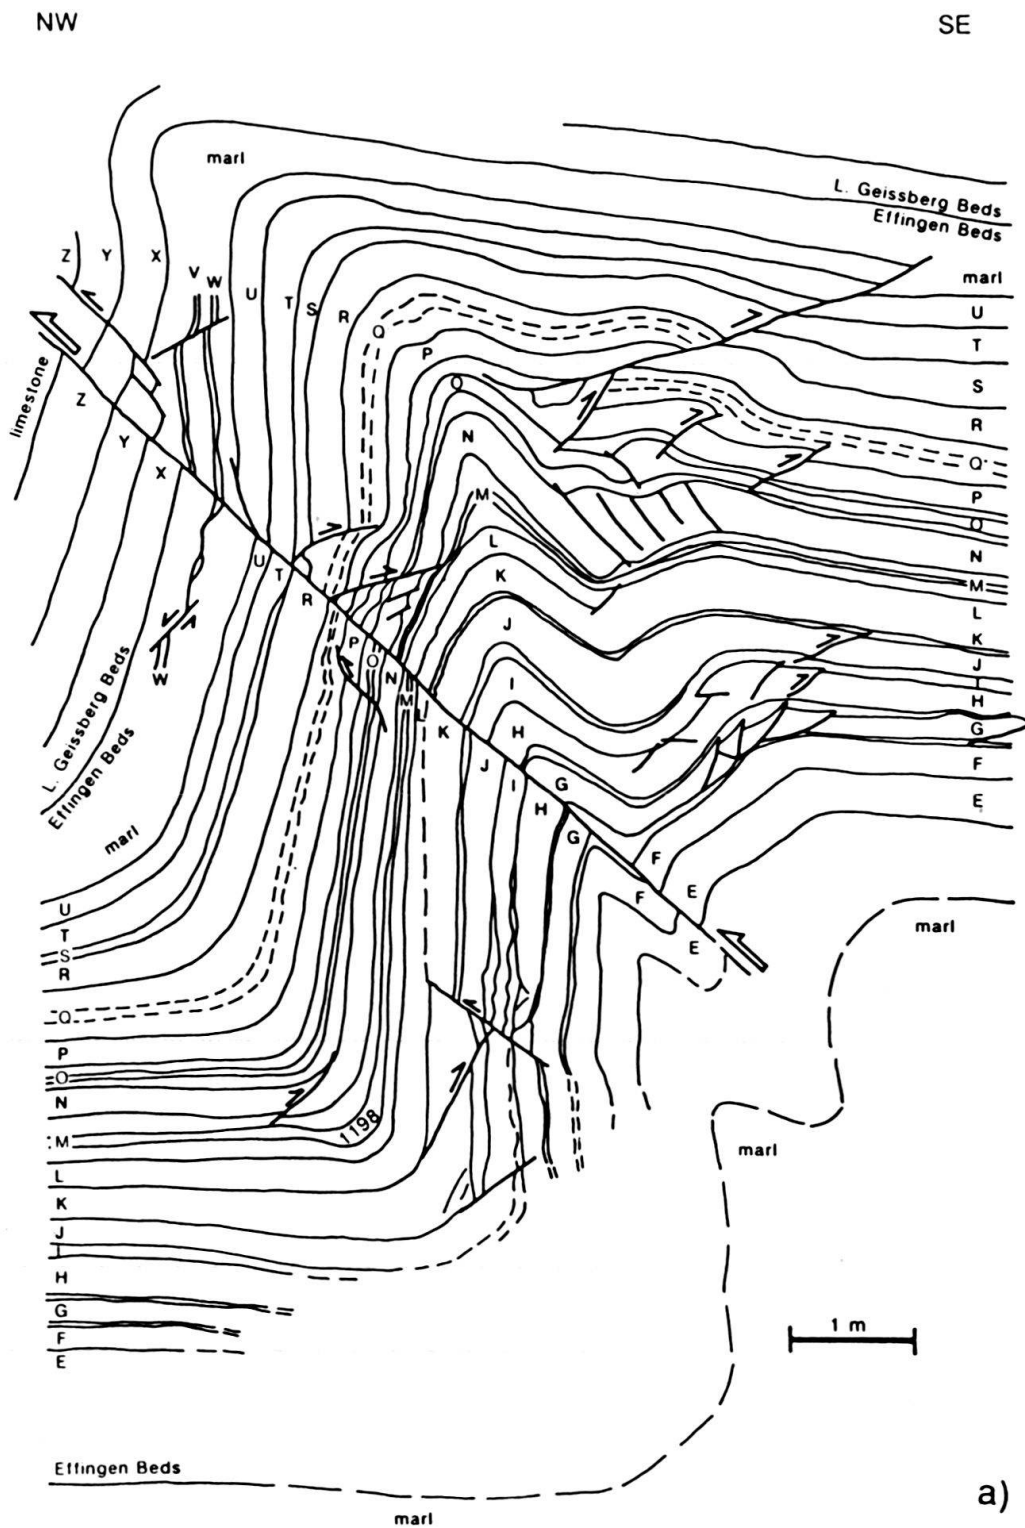 NW
SE
marl
L. Geissberg Beds
Effingen Beds
Z
Y
X
V
W
U
T
S
R
Q
P
O
N
M
L
K
J
I
H
G
F
E
marl
U
T
S
R
Q
P
O
N
M
L
K
J
I
H
G
F
E
limestone
Z
Y
X
U
T
R
P
O
N
M
L
K
J
I
H
G
F
E
W
L. Geissberg Beds
Effingen Beds
marl
marl
U
T
S
R
Q
P
O
N
M
L
K
J
I
H
G
F
E
1198
marl
1 m
Effingen Beds
marl
a)